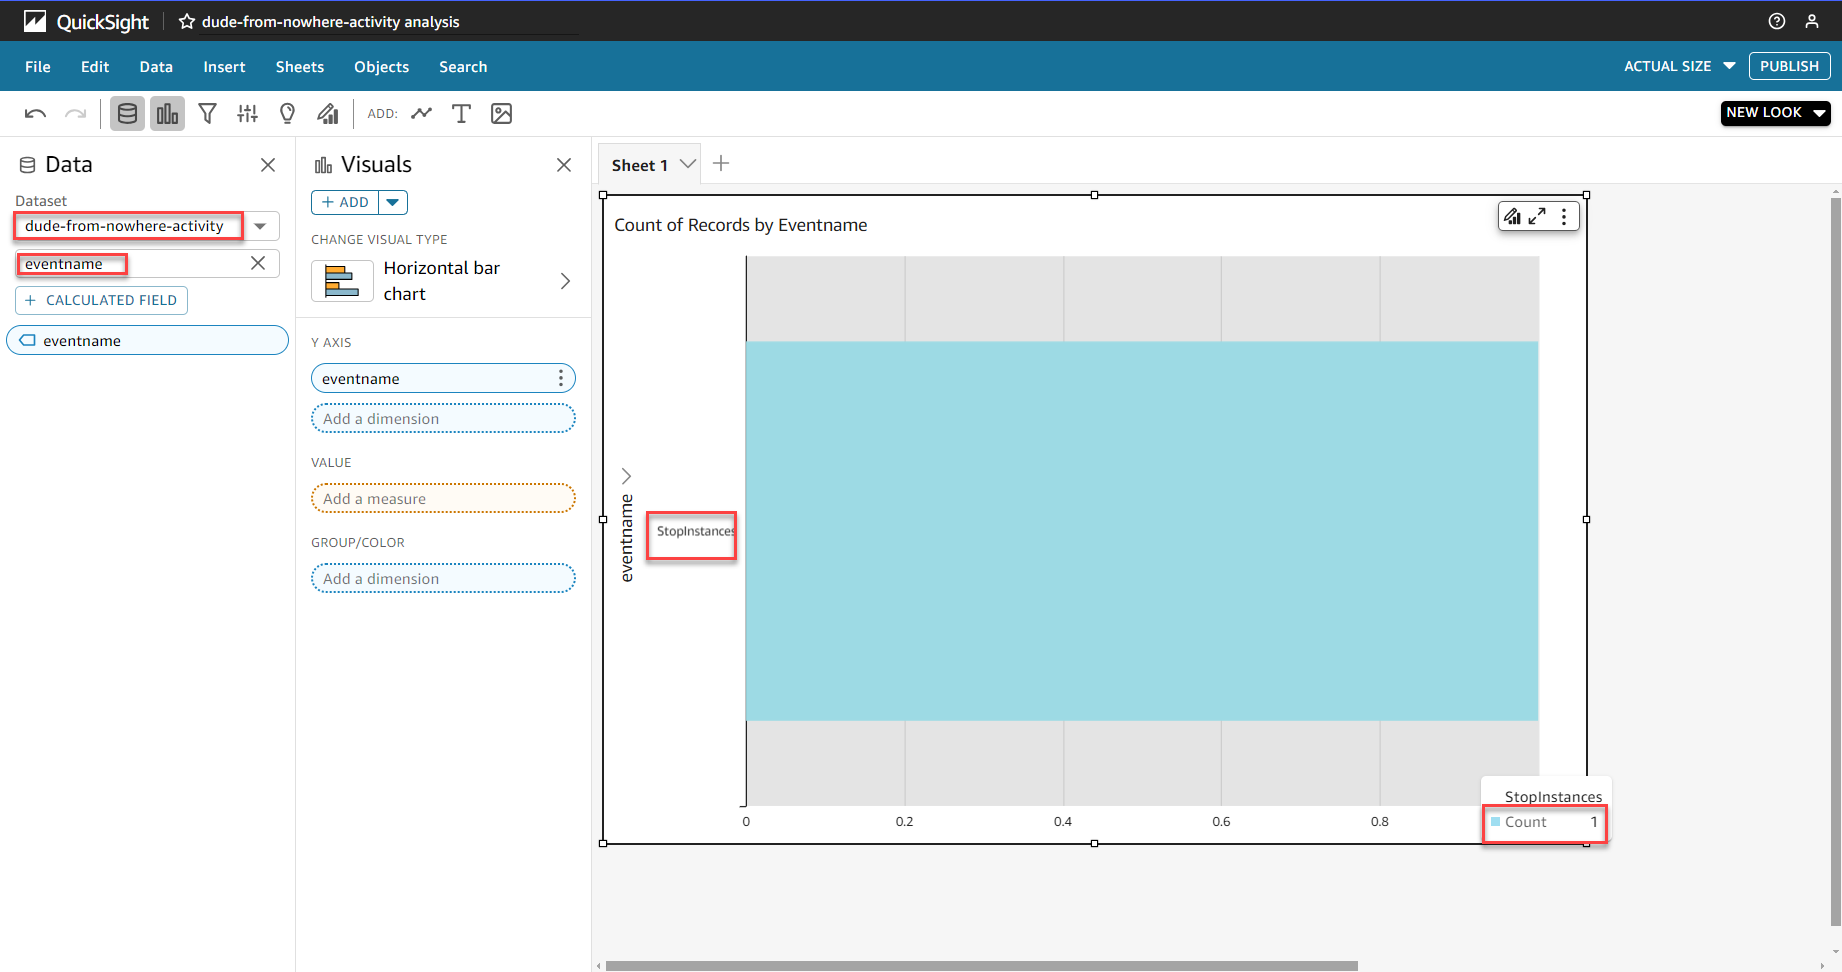 QuickSight
dude-from-nowhere-activity analysis
File Edit Data Insert Sheets Objects Search
ACTUAL SIZE
PUBLISH
ADD:
NEW LOOK
Data
Dataset
dude-from-nowhere-activity
eventname
+ CALCULATED FIELD
eventname
Visuals
+ ADD
CHANGE VISUAL TYPE
Horizontal bar
chart
Y AXIS
eventname
Add a dimension
VALUE
Add a measure
GROUP/COLOR
Add a dimension
Sheet 1
Count of Records by Eventname
eventname
StopInstances
0 0.2 0.4 0.6 0.8
StopInstances
Count 1